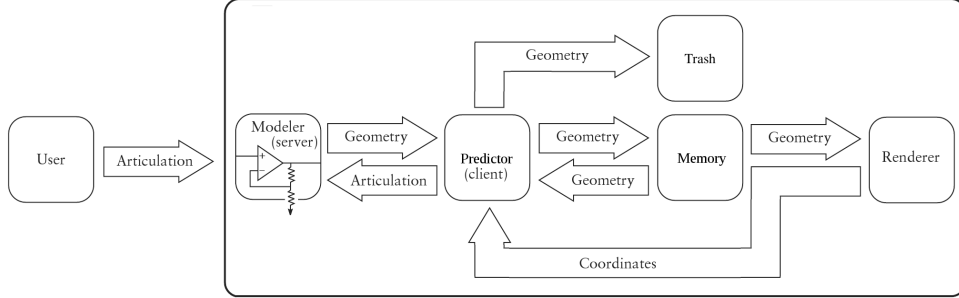 Geometry
Trash
Modeler
(server)
+
−
User
Articulation
Geometry
Articulation
Predictor
(client)
Geometry
Geometry
Memory
Geometry
Renderer
Coordinates